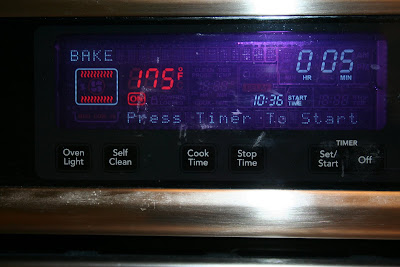 BAKE
175°F
ON
0 05
HR MIN
10:36 START TIME
Press Timer To Start
Oven Light
Self Clean
Cook Time
Stop Time
TIMER
Set/Start
Off